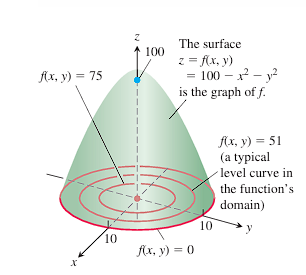 z
100
The surface
z = f(x, y)
= 100 − x² − y²
is the graph of f.
f(x, y) = 75
f(x, y) = 51
(a typical
level curve in
the function's
domain)
10
y
10
f(x, y) = 0
x